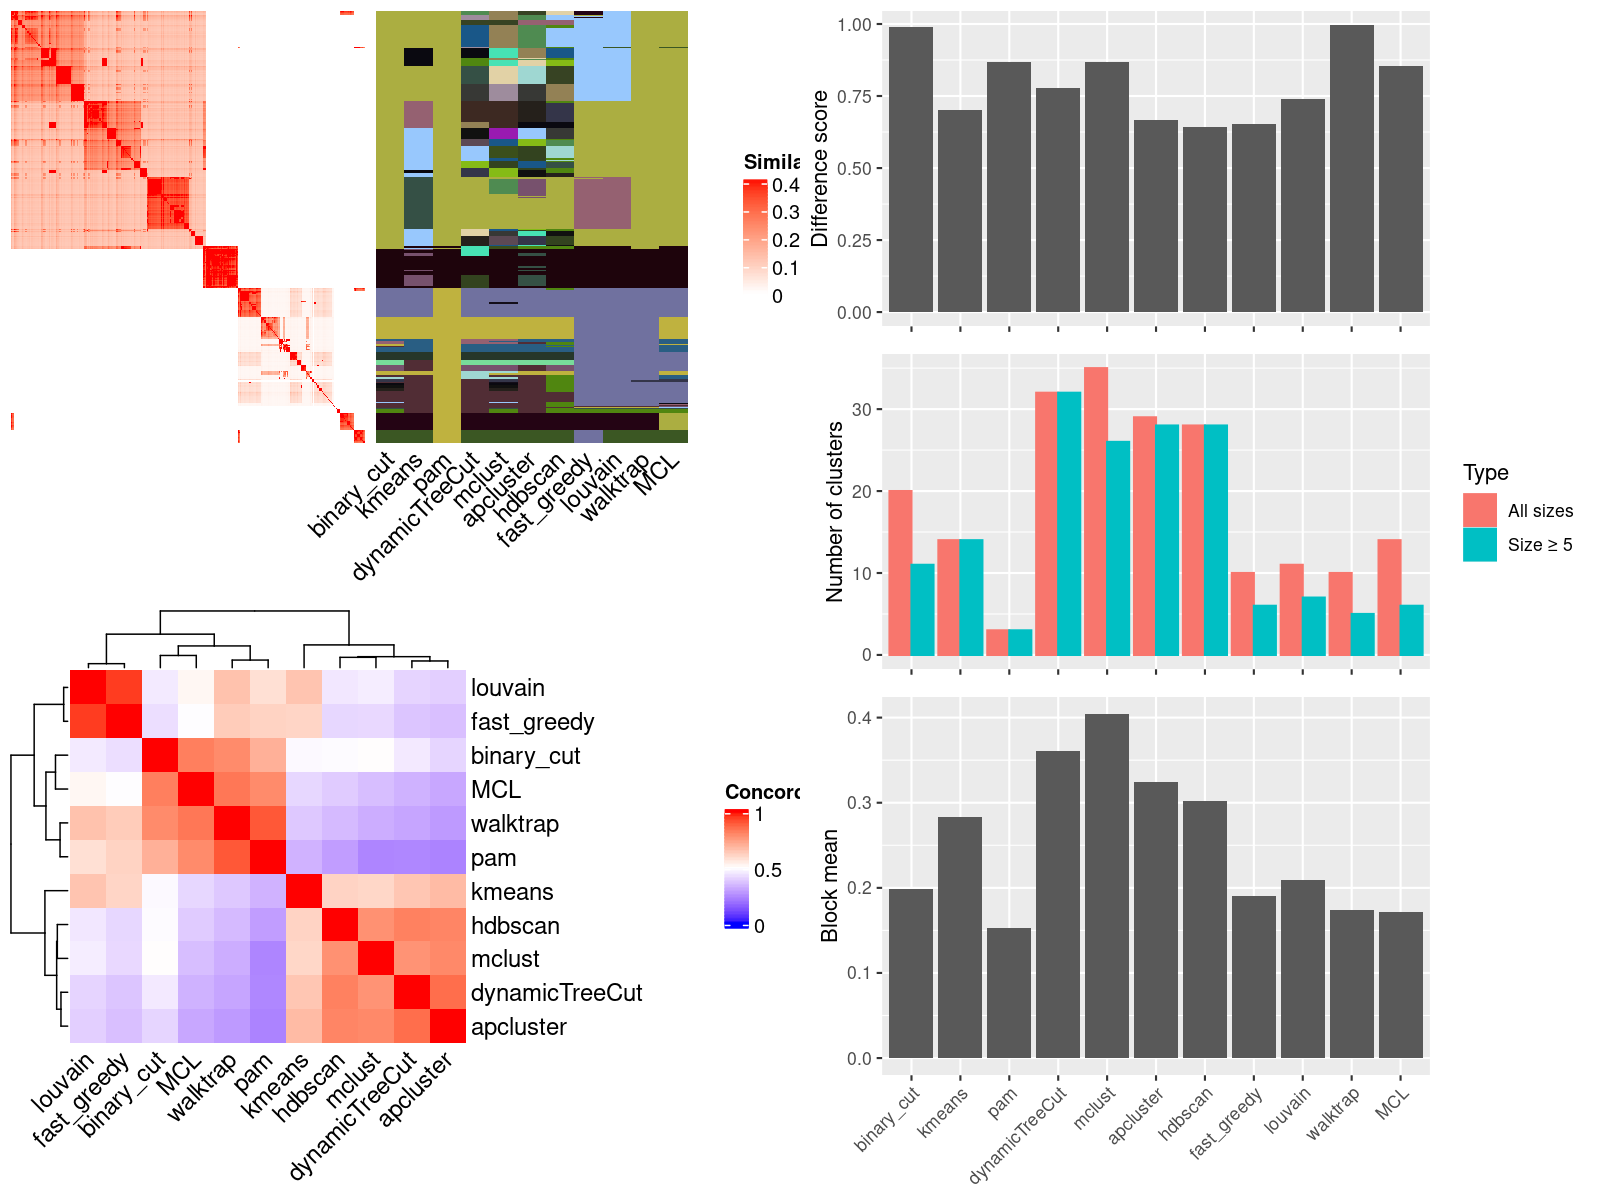 Simila
0.4
0.3
0.2
0.1
0
binary_cut
kmeans
pam
dynamicTreeCut
mclust
apcluster
hdbscan
fast_greedy
louvain
walktrap
MCL
louvain
fast_greedy
binary_cut
MCL
walktrap
pam
kmeans
hdbscan
mclust
dynamicTreeCut
apcluster
louvain
fast_greedy
binary_cut
MCL
walktrap
pam
kmeans
hdbscan
mclust
dynamicTreeCut
apcluster
Concord
1
0.5
0
Difference score
1.00
0.75
0.50
0.25
0.00
Number of clusters
30
20
10
0
Type
All sizes
Size ≥ 5
Block mean
0.4
0.3
0.2
0.1
0.0
binary_cut
kmeans
pam
dynamicTreeCut
mclust
apcluster
hdbscan
fast_greedy
louvain
walktrap
MCL